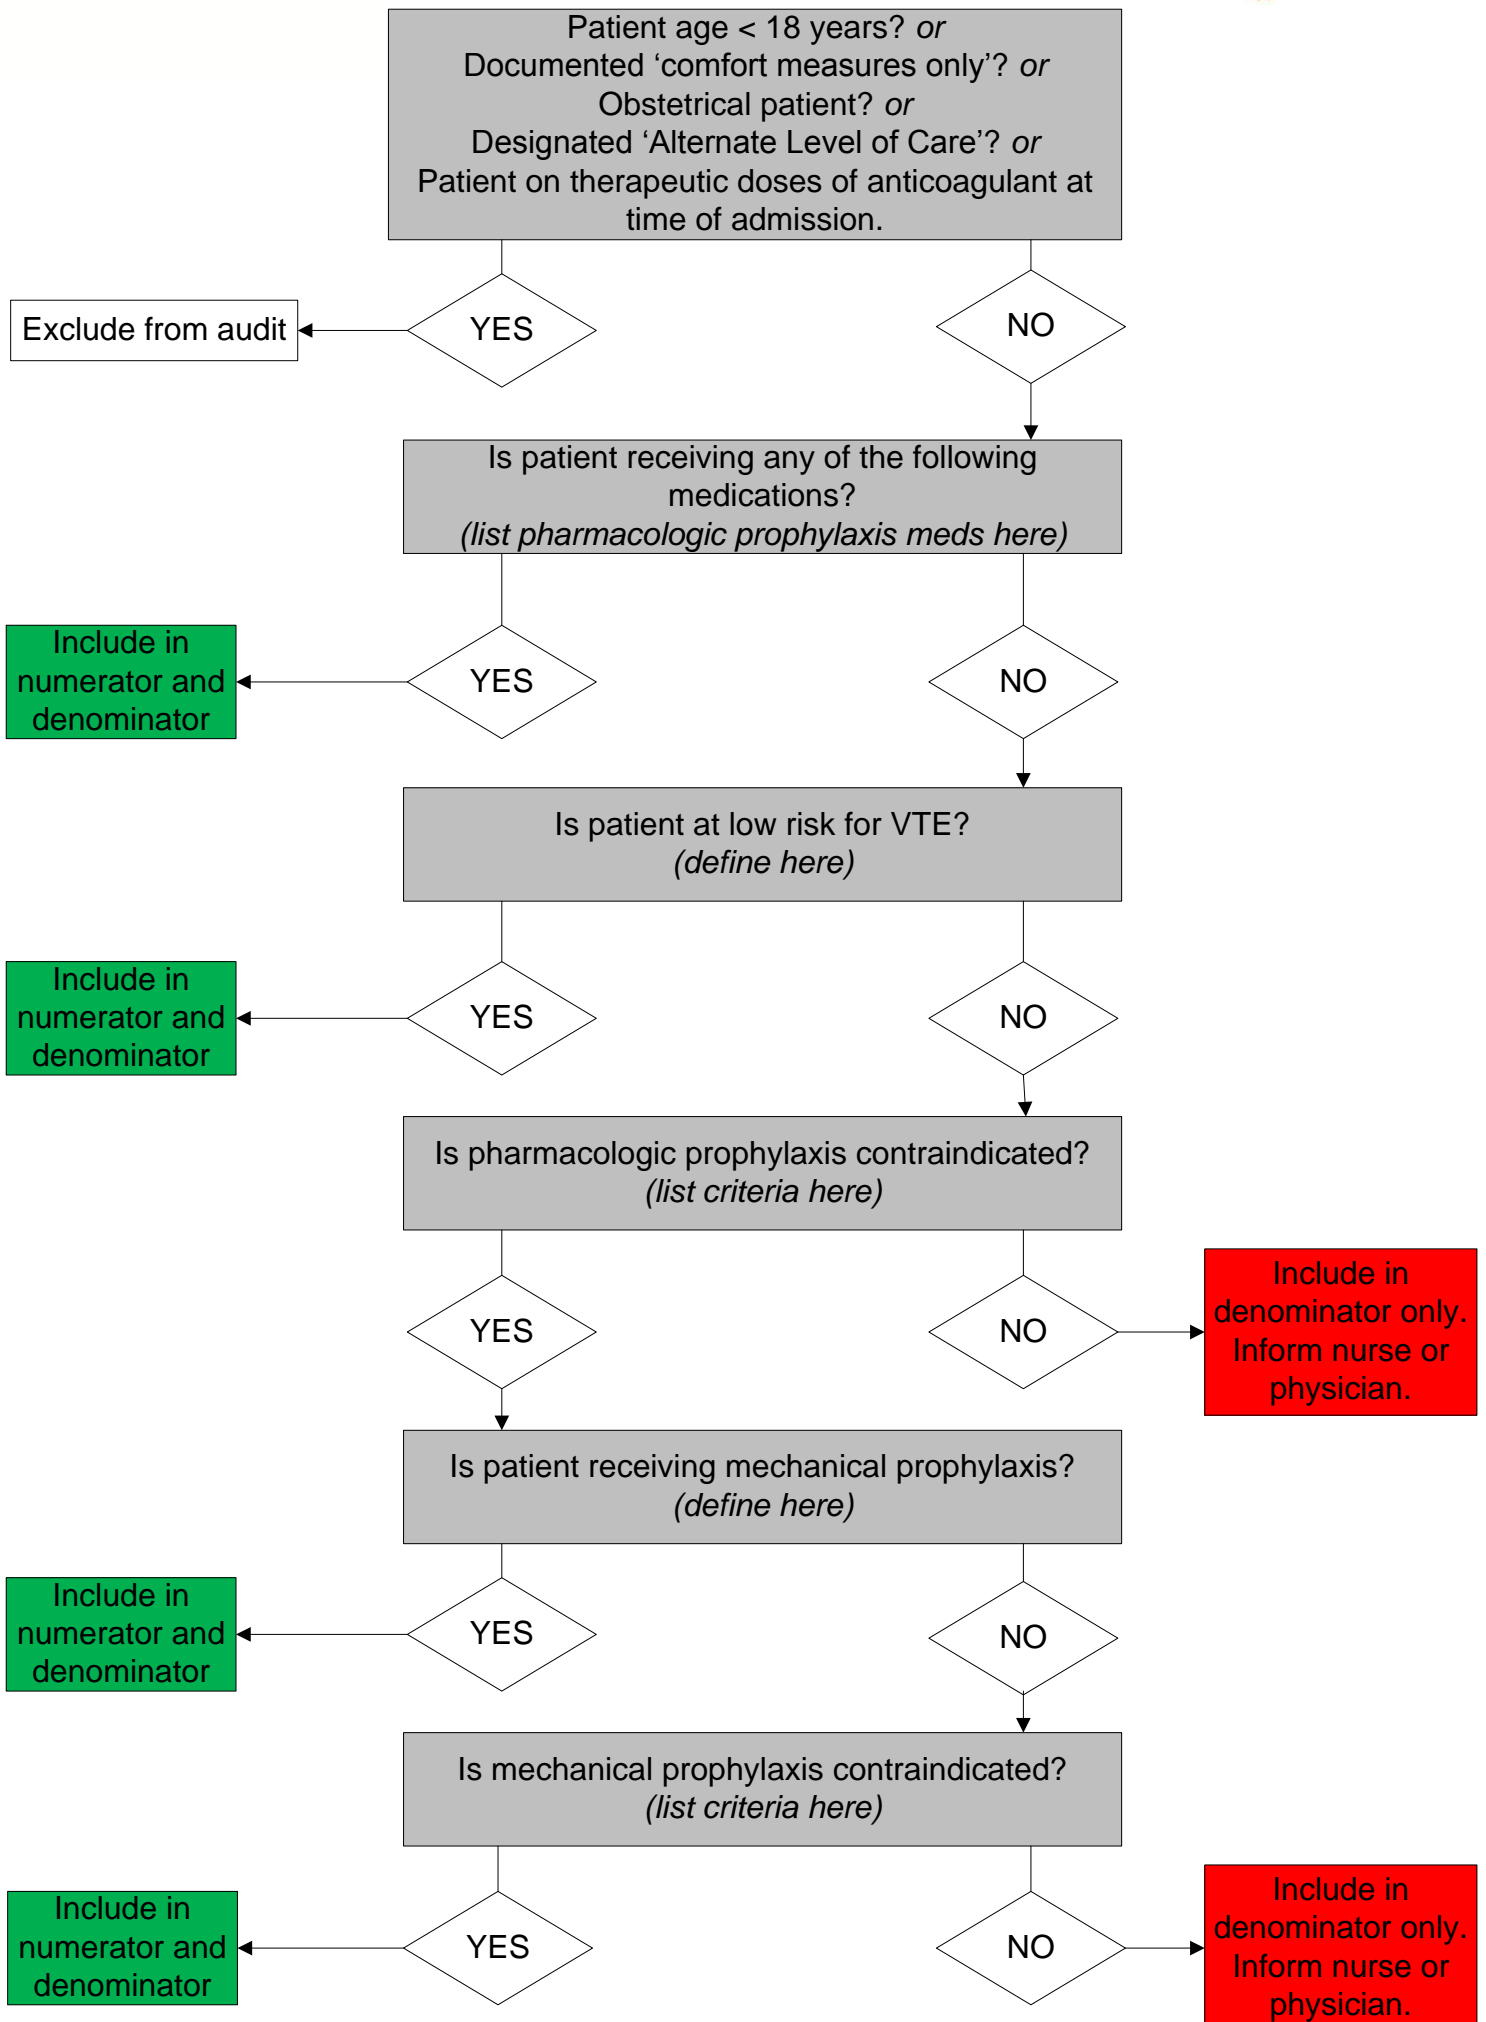 Patient age < 18 years? or
Documented ‘comfort measures only’? or
Obstetrical patient? or
Designated ‘Alternate Level of Care’? or
Patient on therapeutic doses of anticoagulant at
time of admission.
Exclude from audit
YES
NO
Is patient receiving any of the following
medications?
(list pharmacologic prophylaxis meds here)
Include in
numerator and
denominator
YES
NO
Is patient at low risk for VTE?
(define here)
Include in
numerator and
denominator
YES
NO
Is pharmacologic prophylaxis contraindicated?
(list criteria here)
YES
NO
Include in
denominator only.
Inform nurse or
physician.
Is patient receiving mechanical prophylaxis?
(define here)
Include in
numerator and
denominator
YES
NO
Is mechanical prophylaxis contraindicated?
(list criteria here)
Include in
numerator and
denominator
YES
NO
Include in
denominator only.
Inform nurse or
physician.